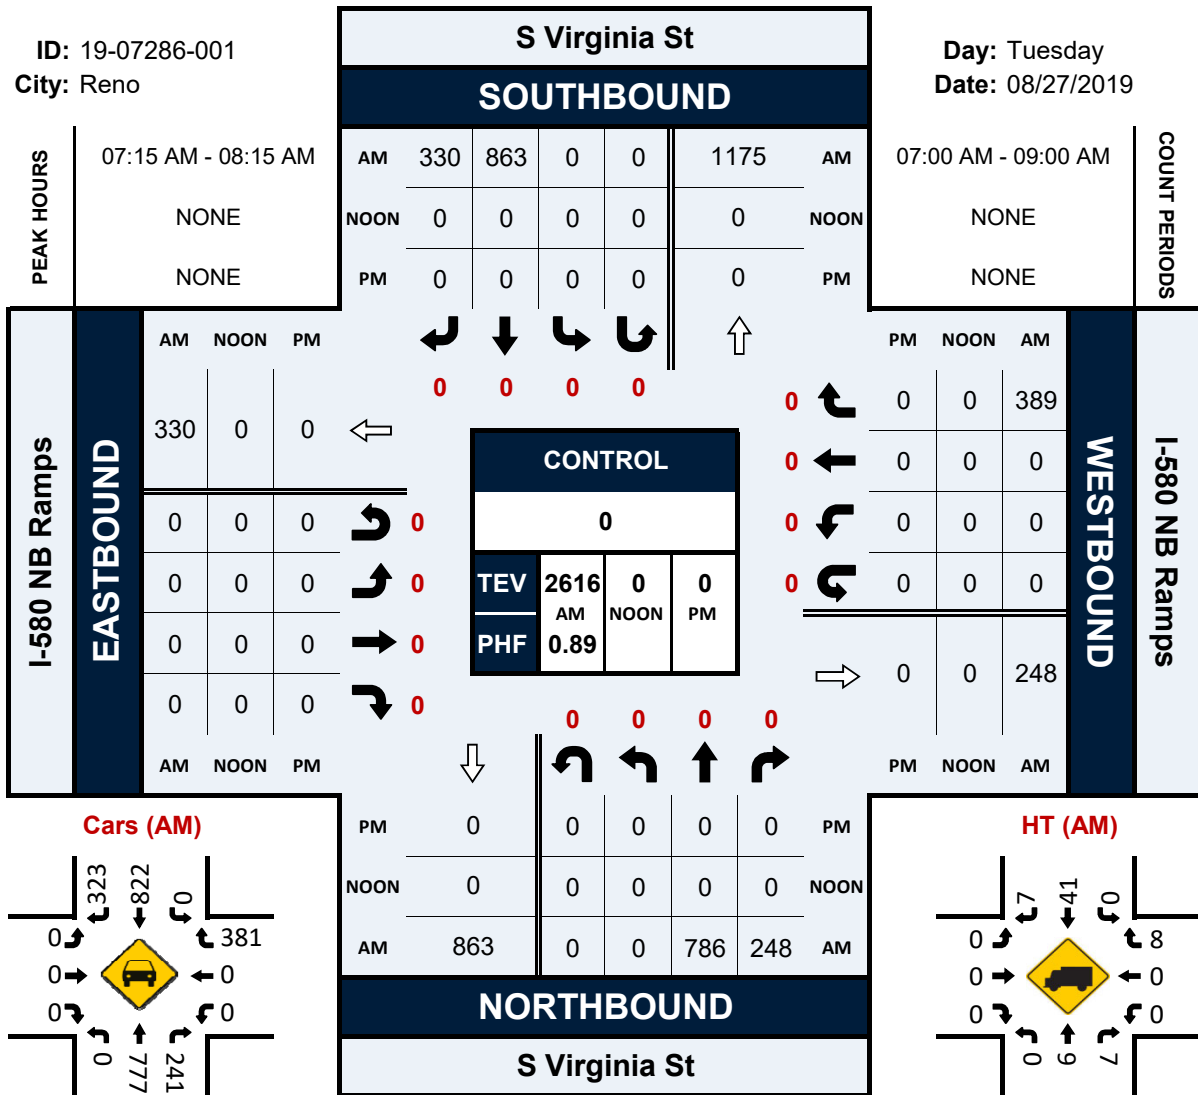 S Virginia St
ID: 19-07286-001
City: Reno
Day: Tuesday
Date: 08/27/2019
SOUTHBOUND
PEAK HOURS
07:15 AM - 08:15 AM
NONE
NONE
AM 330 863 0 0 1175 AM
NOON 0 0 0 0 0 NOON
PM 0 0 0 0 0 PM
07:00 AM - 09:00 AM
NONE
NONE
COUNT PERIODS
0 0 0 0
I-580 NB Ramps
EASTBOUND
AM NOON PM
330 0 0
0 0 0 0
0 0 0 0
0 0 0 0
0 0 0 0
AM NOON PM
CONTROL
0
TEV 2616 0 0
AM NOON PM
PHF 0.89
PM NOON AM
0 0 0 389
0 0 0 0
0 0 0 0
0 0 0 0
0 0 248
PM NOON AM
WESTBOUND
I-580 NB Ramps
0 0 0 0
PM 0 0 0 0 0 PM
NOON 0 0 0 0 0 NOON
AM 863 0 0 786 248 AM
NORTHBOUND
S Virginia St
Cars (AM)
323 822 0
0 381
0 0
0 0
0 777 241
HT (AM)
7 41 0
0 8
0 0
0 0
0 9 7